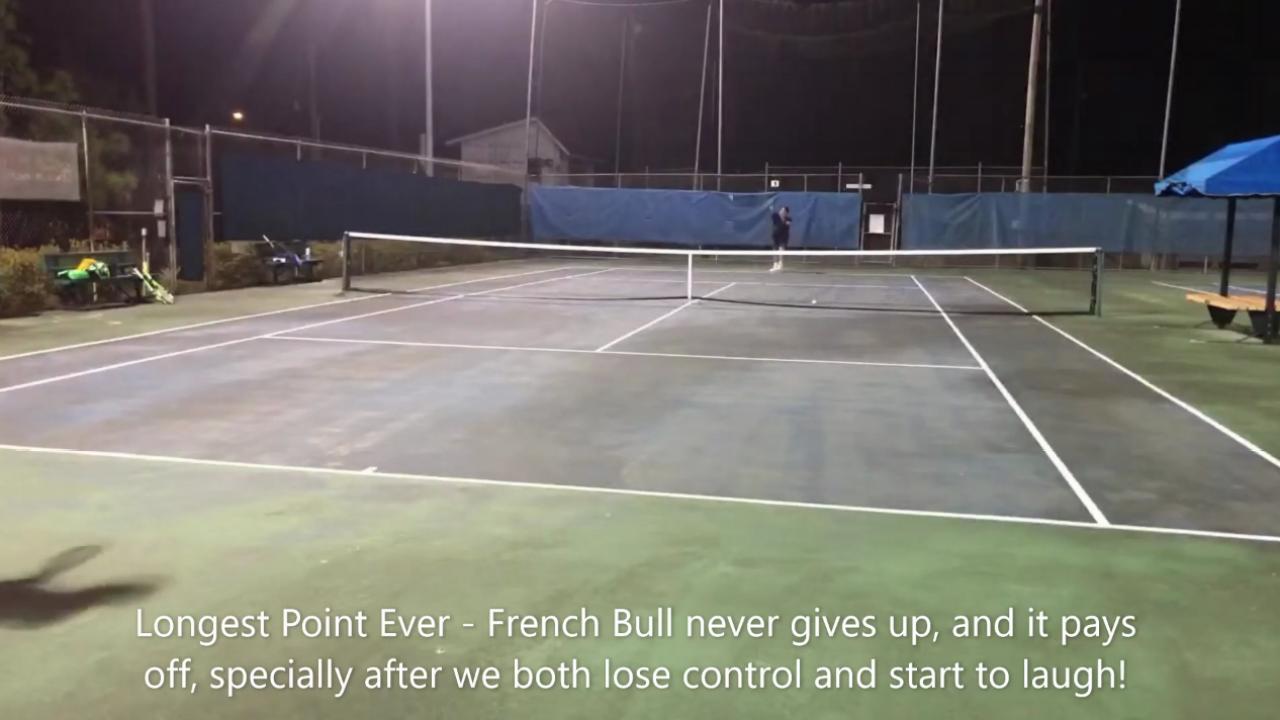 Longest Point Ever - French Bull never gives up, and it pays
off, specially after we both lose control and start to laugh!